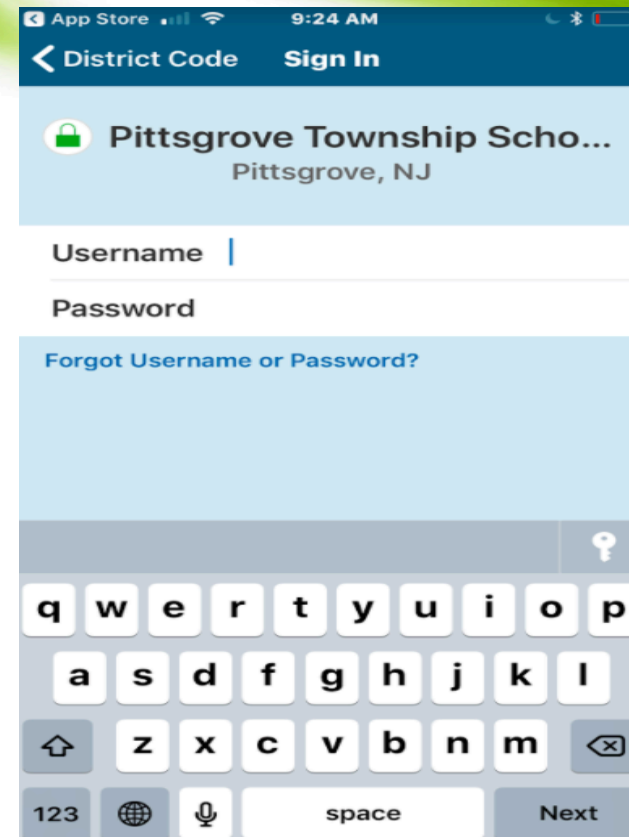 App Store 9:24 AM
District Code Sign In
Pittsgrove Township Scho...
Pittsgrove, NJ
Username
Password
Forgot Username or Password?
q w e r t y u i o p
a s d f g h j k l
z x c v b n m
123 space Next